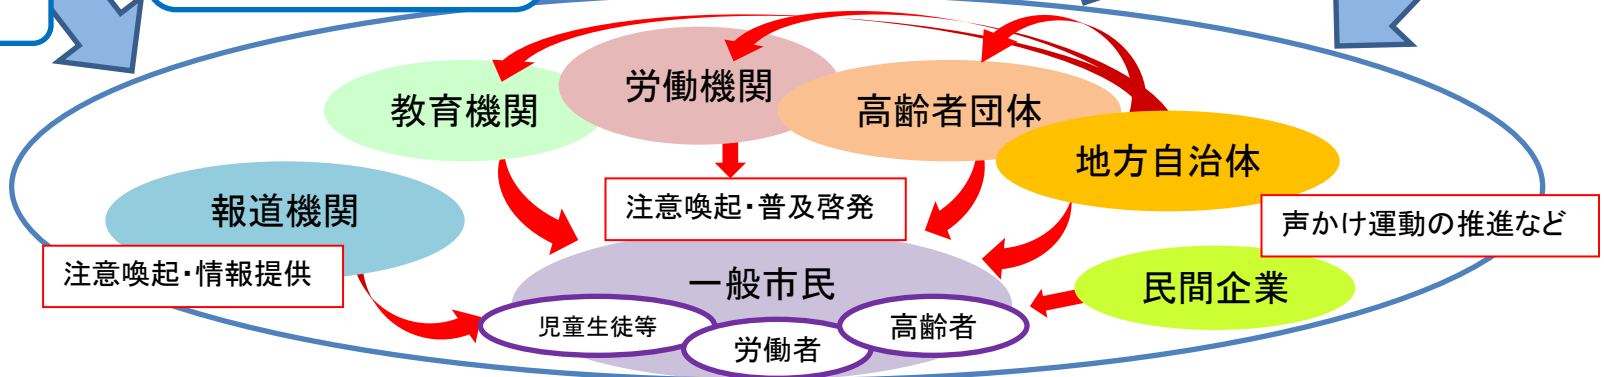 労働機関
教育機関
高齢者団体
地方自治体
報道機関
注意喚起・普及啓発
声かけ運動の推進など
注意喚起・情報提供
一般市民
民間企業
児童生徒等
高齢者
労働者